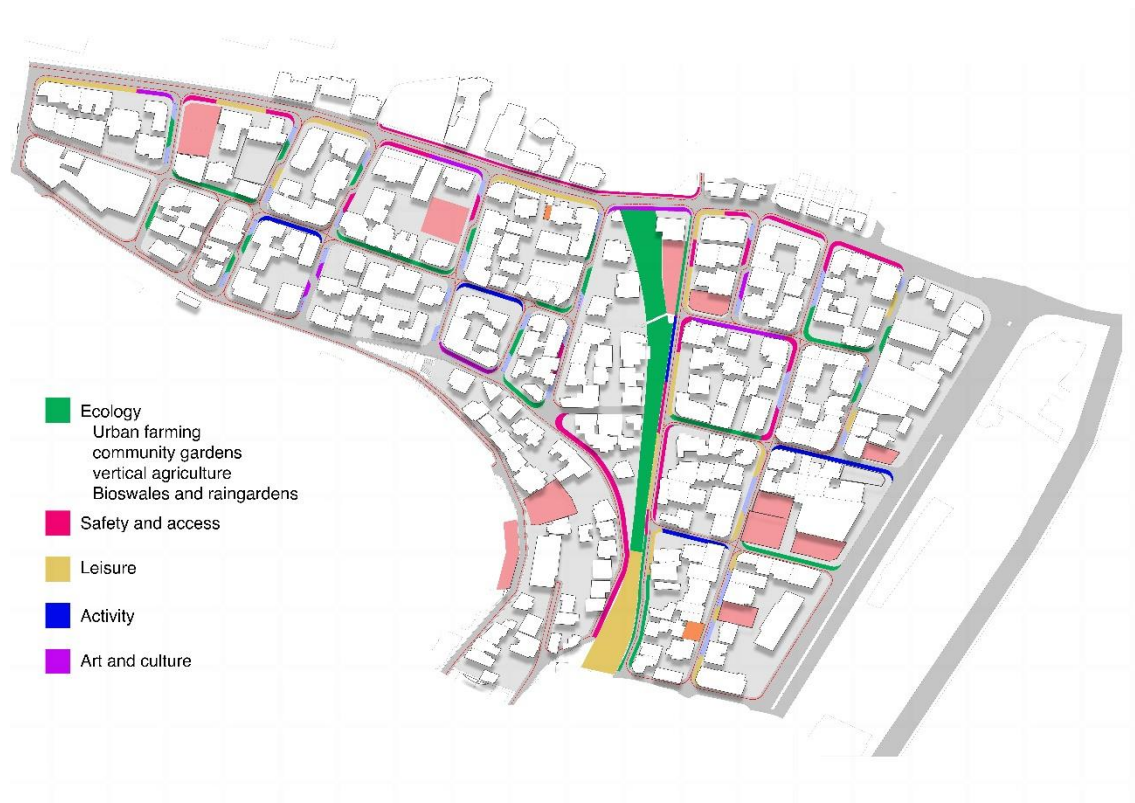 Ecology
Urban farming
community gardens
vertical agriculture
Bioswales and raingardens
Safety and access
Leisure
Activity
Art and culture